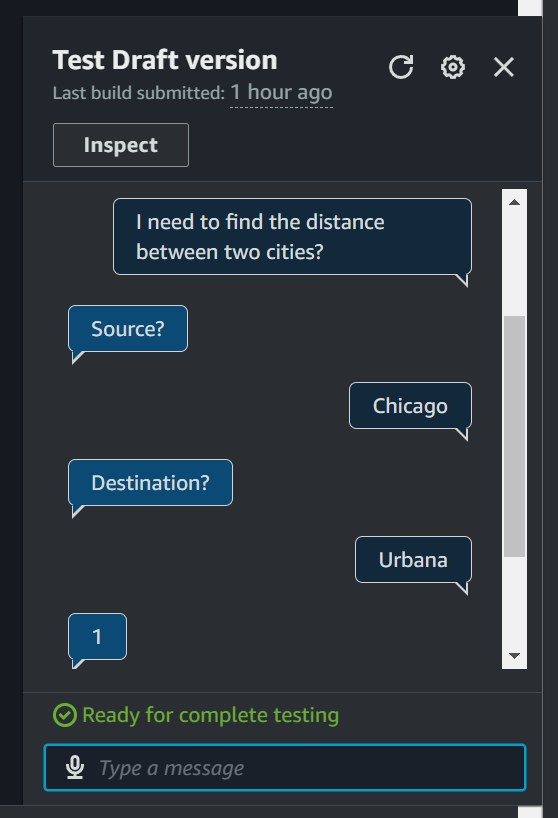 Test Draft version
Last build submitted: 1 hour ago
Inspect
I need to find the distance
between two cities?
Source?
Chicago
Destination?
Urbana
1
Ready for complete testing
Type a message